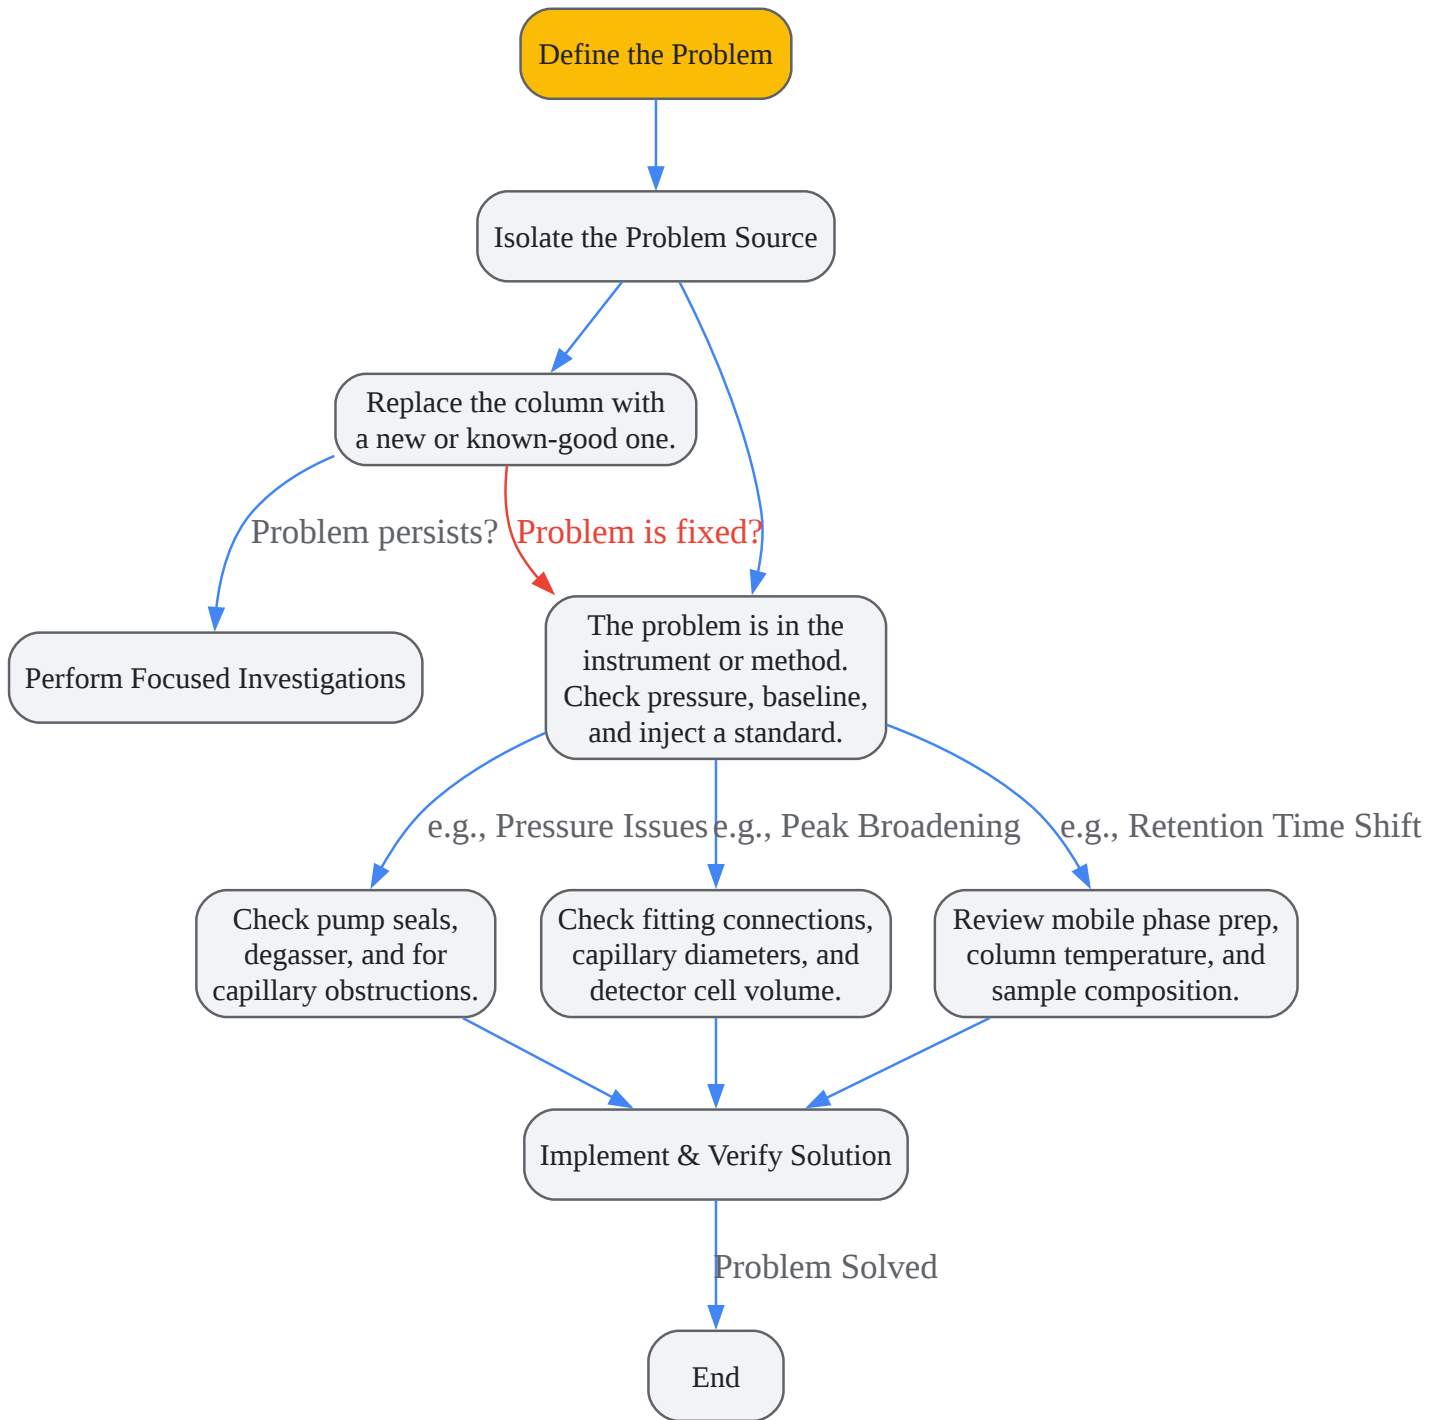 Define the Problem
Isolate the Problem Source
Replace the column with
a new or known-good one.
Problem persists?
Problem is fixed?
Perform Focused Investigations
The problem is in the
instrument or method.
Check pressure, baseline,
and inject a standard.
e.g., Pressure Issues
e.g., Peak Broadening
e.g., Retention Time Shift
Check pump seals,
degasser, and for
capillary obstructions.
Check fitting connections,
capillary diameters, and
detector cell volume.
Review mobile phase prep,
column temperature, and
sample composition.
Implement & Verify Solution
Problem Solved
End